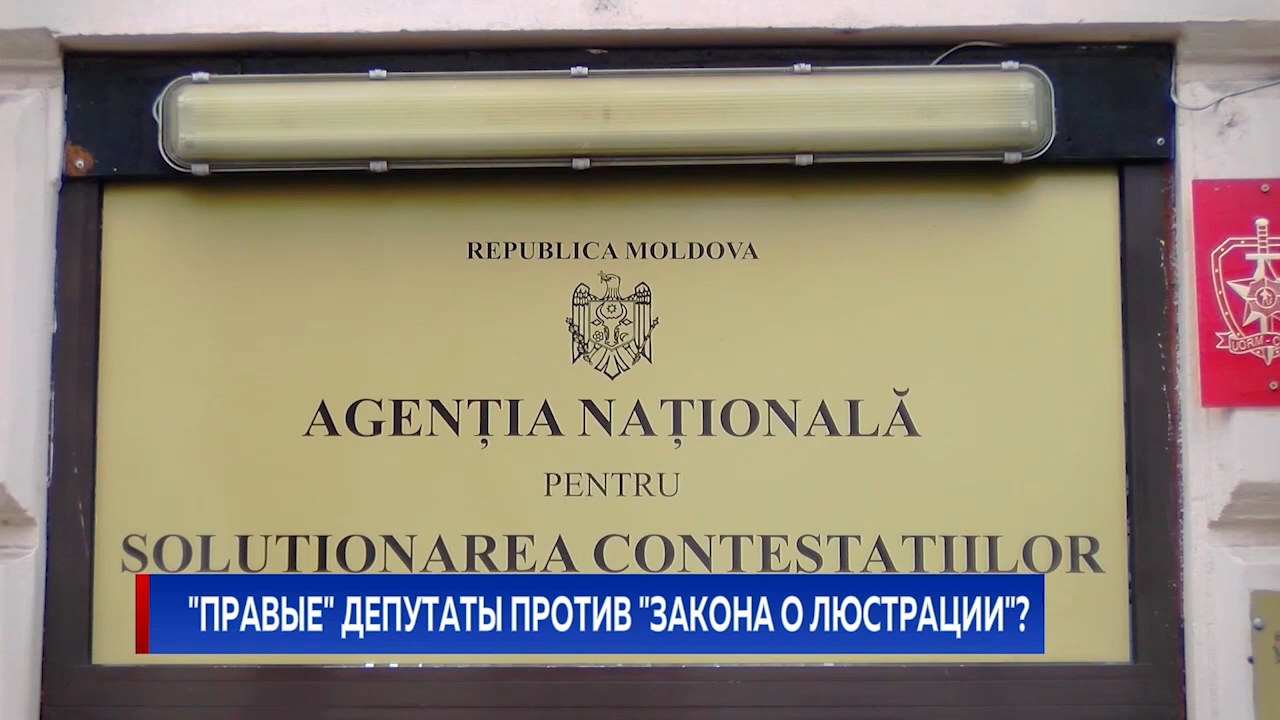 REPUBLICA MOLDOVA
AGENȚIA NAȚIONALĂ
PENTRU
SOLUTIONAREA CONTESTATIILOR
"ПРАВЫЕ" ДЕПУТАТЫ ПРОТИВ "ЗАКОНА О ЛЮСТРАЦИИ"?